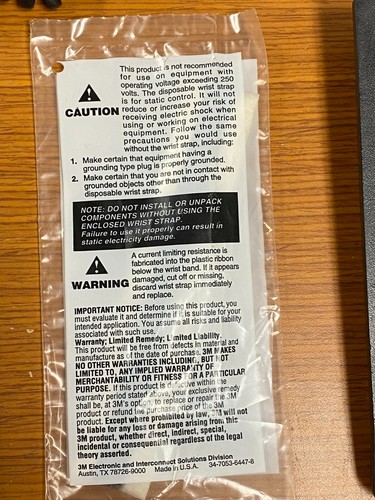 This product is not recommended
for use on equipment with
operating voltage exceeding 250
volts. The disposable wrist strap
is for static control. It will not
reduce or increase your risk of
receiving electric shock when
using or working on electrical
equipment. Follow the same
precautions you would use
without the wrist strap, including:
CAUTION
1. Make certain that equipment having a
grounding type plug is properly grounded.
2. Make certain that you are not in contact with
grounded objects other than through the
disposable wrist strap.
NOTE: DO NOT INSTALL OR UNPACK
COMPONENTS WITHOUT USING THE
ENCLOSED WRIST STRAP.
Failure to use it properly can result in
static electricity damage.
WARNING
A current limiting resistance is
fabricated into the plastic ribbon
below the wrist band. If it appears
damaged, cut off or missing,
discard wrist strap immediately
and replace.
IMPORTANT NOTICE: Before using this product, you
must evaluate it and determine if it is suitable for your
intended application. You assume all risks and liability
associated with such use.
Warranty; Limited Remedy; Limited Liability.
This product will be free from defects in material and
manufacture as of the date of purchase. 3M MAKES
NO OTHER WARRANTIES INCLUDING, BUT NOT
LIMITED TO, ANY IMPLIED WARRANTY OF
MERCHANTABILITY OR FITNESS FOR A PARTICULAR
PURPOSE. If this product is defective within the
warranty period stated above, your exclusive remedy
shall be, at 3M's option, to replace or repair the 3M
product or refund the purchase price of the 3M
product. Except where prohibited by law, 3M will not
be liable for any loss or damage arising from this
3M product, whether direct, indirect, special,
incidental or consequential regardless of the legal
theory asserted.
3M Electronic and Interconnect Solutions Division
Austin, TX 78726-9000 Made in U.S.A. 34-7053-6447-8